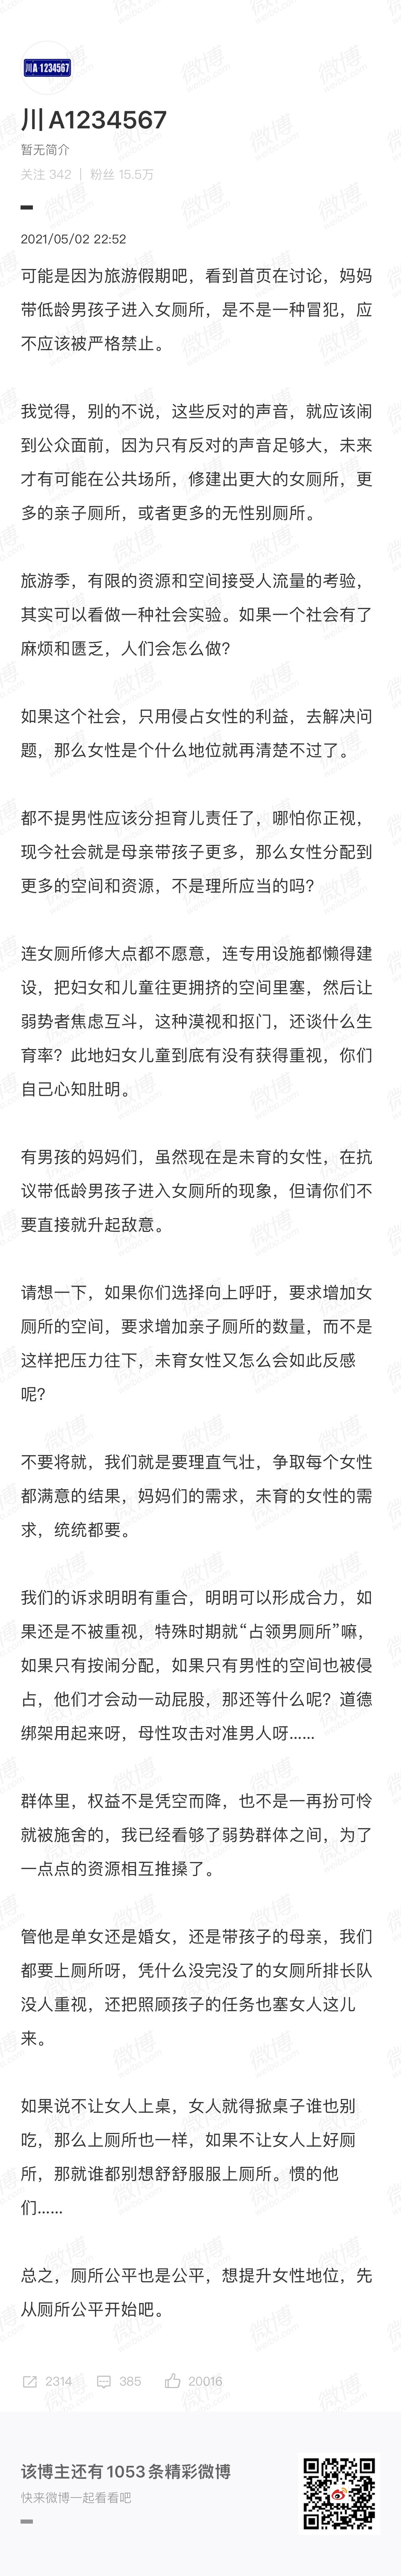 川A 1234567
川A1234567
暂无简介
关注 342 | 粉丝 15.5万
2021/05/02 22:52
可能是因为旅游假期吧，看到首页在讨论，妈妈
带低龄男孩子进入女厕所，是不是一种冒犯，应
不应该被严格禁止。
我觉得，别的不说，这些反对的声音，就应该闹
到公众面前，因为只有反对的声音足够大，未来
才有可能在公共场所，修建出更大的女厕所，更
多的亲子厕所，或者更多的无性别厕所。
旅游季，有限的资源和空间接受人流量的考验，
其实可以看做一种社会实验。如果一个社会有了
麻烦和匮乏，人们会怎么做？
如果这个社会，只用侵占女性的利益，去解决问
题，那么女性是个什么地位就再清楚不过了。
都不提男性应该分担育儿责任了，哪怕你正视，
现今社会就是母亲带孩子更多，那么女性分配到
更多的空间和资源，不是理所应当的吗？
连女厕所修大点都不愿意，连专用设施都懒得建
设，把妇女和儿童往更拥挤的空间里塞，然后让
弱势者焦虑互斗，这种漠视和抠门，还谈什么生
育率？此地妇女儿童到底有没有获得重视，你们
自己心知肚明。
有男孩的妈妈们，虽然现在是未育的女性，在抗
议带低龄男孩子进入女厕所的现象，但请你们不
要直接就升起敌意。
请想一下，如果你们选择向上呼吁，要求增加女
厕所的空间，要求增加亲子厕所的数量，而不是
这样把压力往下，未育女性又怎么会如此反感
呢？
不要将就，我们就是要理直气壮，争取每个女性
都满意的结果，妈妈们的需求，未育的女性的需
求，统统都要。
我们的诉求明明有重合，明明可以形成合力，如
果还是不被重视，特殊时期就“占领男厕所”嘛，
如果只有按闹分配，如果只有男性的空间也被侵
占，他们才会动一动屁股，那还等什么呢？道德
绑架用起来呀，母性攻击对准男人呀......
群体里，权益不是凭空而降，也不是一再扮可怜
就被施舍的，我已经看够了弱势群体之间，为了
一点点的资源相互推搡了。
管他是单女还是婚女，还是带孩子的母亲，我们
都要上厕所呀，凭什么没完没了的女厕所排长队
没人重视，还把照顾孩子的任务也塞女人这儿
来。
如果说不让女人上桌，女人就得掀桌子谁也别
吃，那么上厕所也一样，如果不让女人上好厕
所，那就谁都别想舒舒服服上厕所。惯的他
们......
总之，厕所公平也是公平，想提升女性地位，先
从厕所公平开始吧。
2314 385 20016
该博主还有1053条精彩微博
快来微博一起看看吧
微博
weibo.com